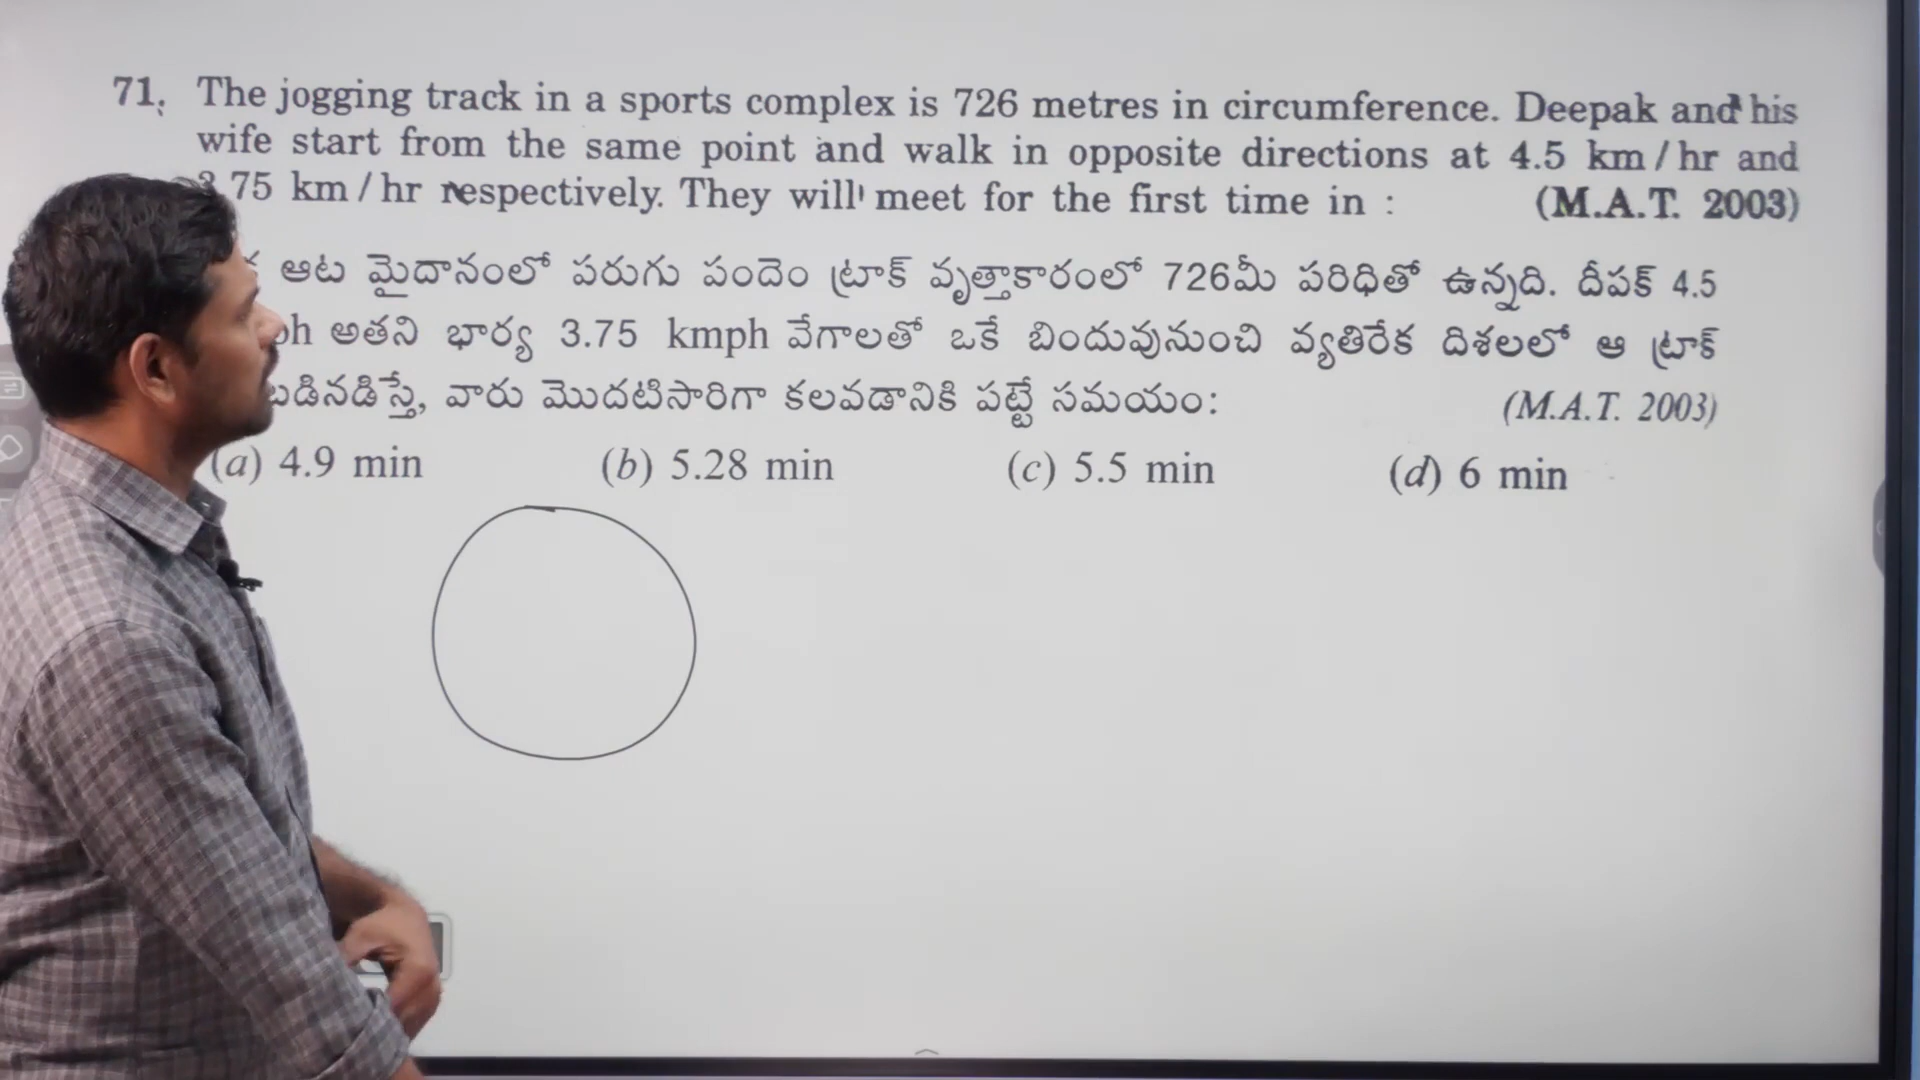 71. The jogging track in a sports complex is 726 metres in circumference. Deepak and his
wife start from the same point and walk in opposite directions at 4.5 km/hr and
3.75 km/hr respectively. They will meet for the first time in : (M.A.T. 2003)
ఆట మైదానంలో పరుగు పందెం ట్రాక్ వృత్తాకారంలో 726మీ పరిధితో ఉన్నది. దీపక్ 4.5
అతని భార్య 3.75 kmph వేగాలతో ఒకే బిందువునుంచి వ్యతిరేక దిశలలో ఆ ట్రాక్
వారు మొదటిసారిగా కలవడానికి పట్టే సమయం: (M.A.T. 2003)
(a) 4.9 min (b) 5.28 min (c) 5.5 min (d) 6 min